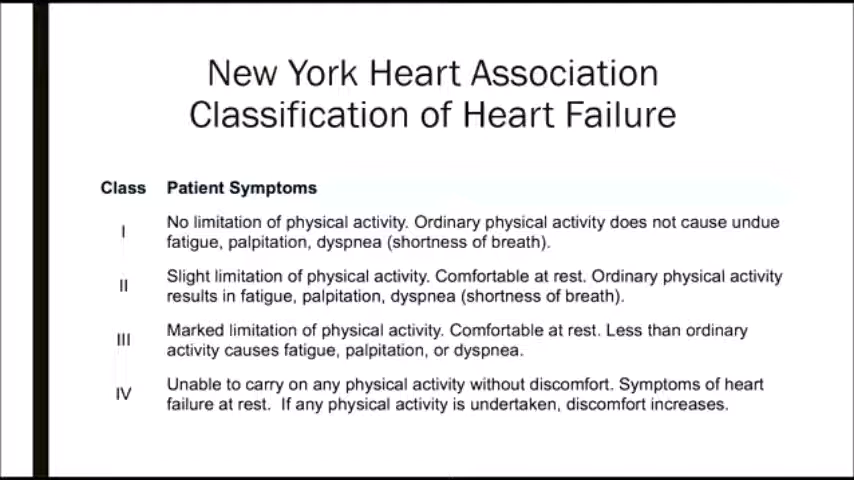 New York Heart Association
Classification of Heart Failure
Class Patient Symptoms
I No limitation of physical activity. Ordinary physical activity does not cause undue
fatigue, palpitation, dyspnea (shortness of breath).
II Slight limitation of physical activity. Comfortable at rest. Ordinary physical activity
results in fatigue, palpitation, dyspnea (shortness of breath).
III Marked limitation of physical activity. Comfortable at rest. Less than ordinary
activity causes fatigue, palpitation, or dyspnea.
IV Unable to carry on any physical activity without discomfort. Symptoms of heart
failure at rest. If any physical activity is undertaken, discomfort increases.